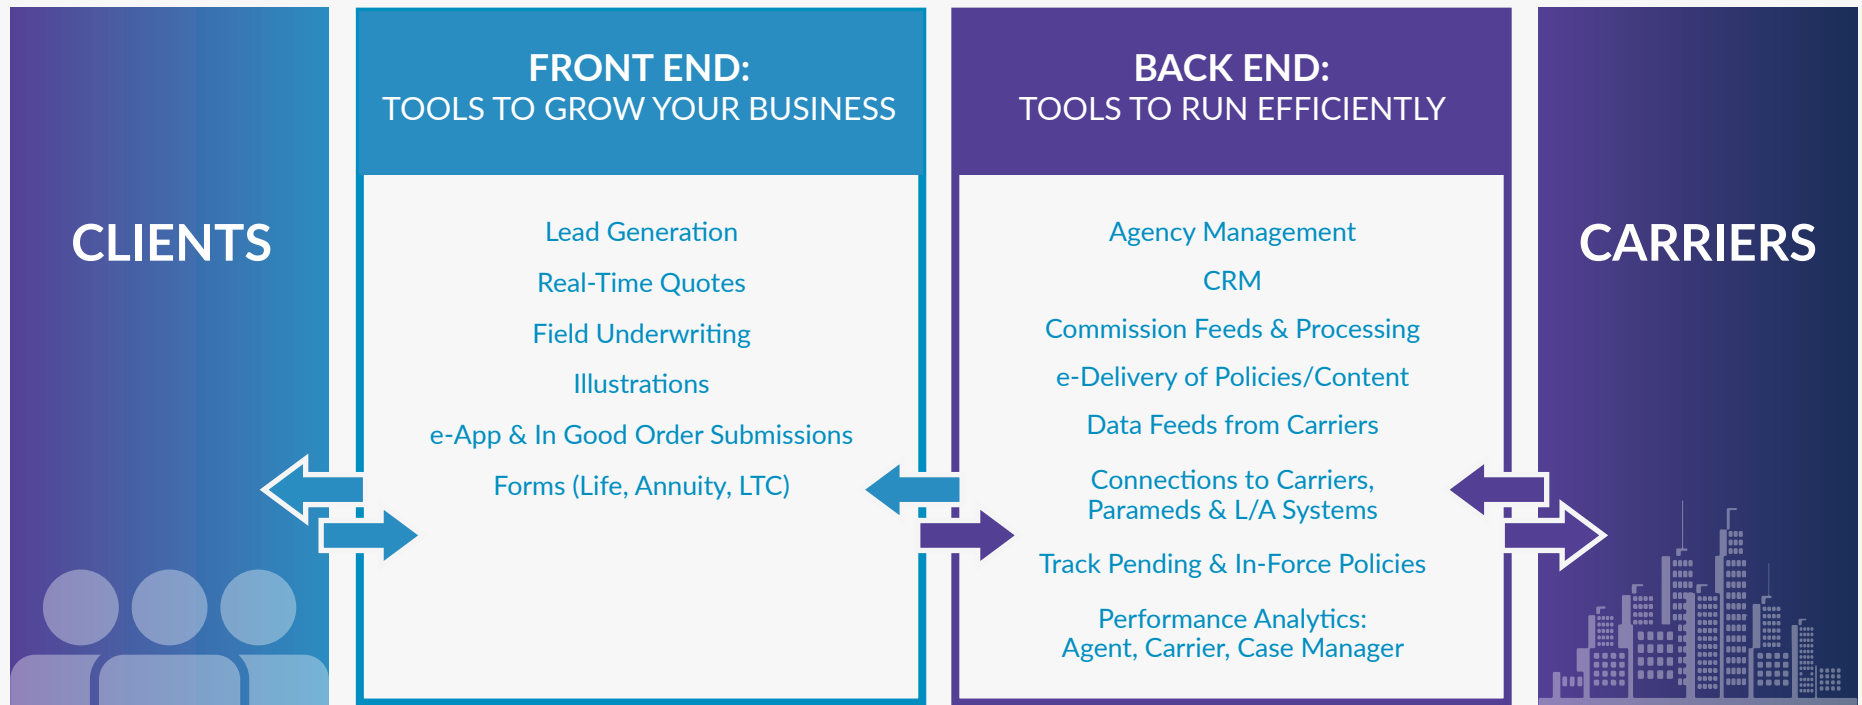 CLIENTS
FRONT END:
TOOLS TO GROW YOUR BUSINESS
Lead Generation
Real-Time Quotes
Field Underwriting
Illustrations
e-App & In Good Order Submissions
Forms (Life, Annuity, LTC)
BACK END:
TOOLS TO RUN EFFICIENTLY
Agency Management
CRM
Commission Feeds & Processing
e-Delivery of Policies/Content
Data Feeds from Carriers
Connections to Carriers,
Parameds & L/A Systems
Track Pending & In-Force Policies
Performance Analytics:
Agent, Carrier, Case Manager
CARRIERS